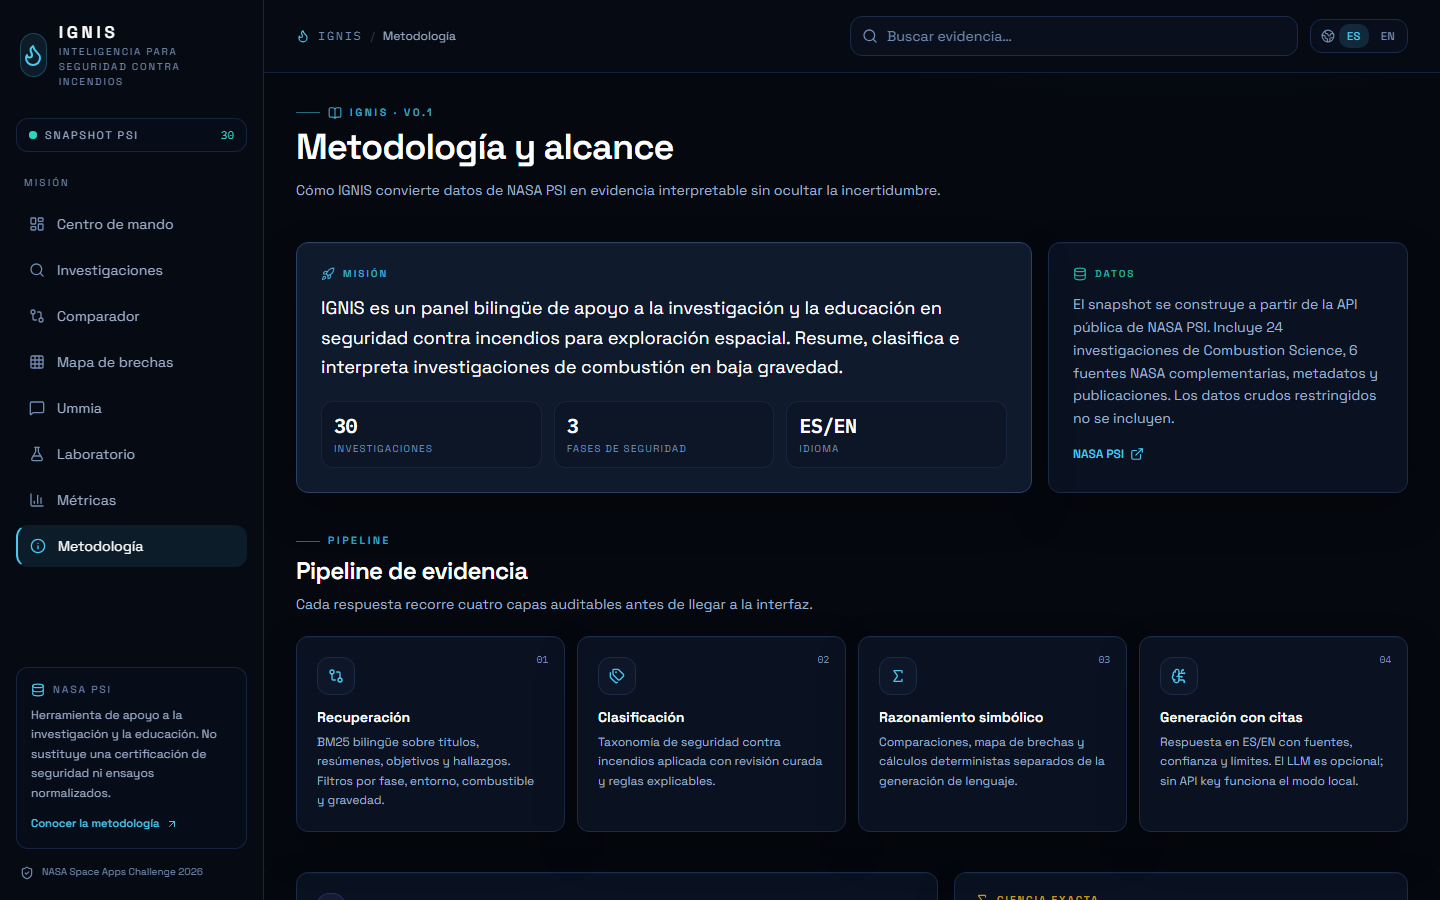 IGNIS
INTELIGENCIA PARA
SEGURIDAD CONTRA
INCENDIOS
SNAPSHOT PSI 30
MISIÓN
Centro de mando
Investigaciones
Comparador
Mapa de brechas
Ummia
Laboratorio
Métricas
Metodología
NASA PSI
Herramienta de apoyo a la
investigación y la educación. No
sustituye una certificación de
seguridad ni ensayos
normalizados.
Conocer la metodología
NASA Space Apps Challenge 2026
IGNIS / Metodología
Buscar evidencia...
ES EN
IGNIS · V0.1
Metodología y alcance
Cómo IGNIS convierte datos de NASA PSI en evidencia interpretable sin ocultar la incertidumbre.
MISIÓN
IGNIS es un panel bilingüe de apoyo a la investigación y la educación en
seguridad contra incendios para exploración espacial. Resume, clasifica e
interpreta investigaciones de combustión en baja gravedad.
30
INVESTIGACIONES
3
FASES DE SEGURIDAD
ES/EN
IDIOMA
DATOS
El snapshot se construye a partir de la API
pública de NASA PSI. Incluye 24
investigaciones de Combustion Science, 6
fuentes NASA complementarias, metadatos y
publicaciones. Los datos crudos restringidos
no se incluyen.
NASA PSI
PIPELINE
Pipeline de evidencia
Cada respuesta recorre cuatro capas auditables antes de llegar a la interfaz.
01
Recuperación
BM25 bilingüe sobre títulos,
resúmenes, objetivos y hallazgos.
Filtros por fase, entorno, combustible
y gravedad.
02
Clasificación
Taxonomía de seguridad contra
incendios aplicada con revisión curada
y reglas explicables.
03
Razonamiento simbólico
Comparaciones, mapa de brechas y
cálculos deterministas separados de la
generación de lenguaje.
04
Generación con citas
Respuesta en ES/EN con fuentes,
confianza y límites. El LLM es opcional;
sin API key funciona el modo local.
CIENCIA EXACTA